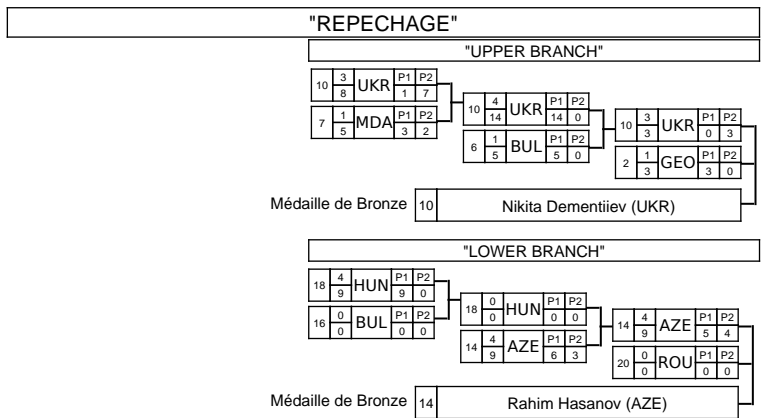 "REPECHAGE"
"UPPER BRANCH"
10 3 8 UKR P1 P2 1 7
7 1 5 MDA P1 P2 3 2
10 4 14 UKR P1 P2 14 0
6 1 5 BUL P1 P2 5 0
10 3 3 UKR P1 P2 0 3
2 1 3 GEO P1 P2 3 0
Médaille de Bronze 10 Nikita Dementiiev (UKR)
"LOWER BRANCH"
18 4 9 HUN P1 P2 9 0
16 0 0 BUL P1 P2 0 0
18 0 0 HUN P1 P2 0 0
14 4 9 AZE P1 P2 6 3
14 4 9 AZE P1 P2 5 4
20 0 0 ROU P1 P2 0 0
Médaille de Bronze 14 Rahim Hasanov (AZE)